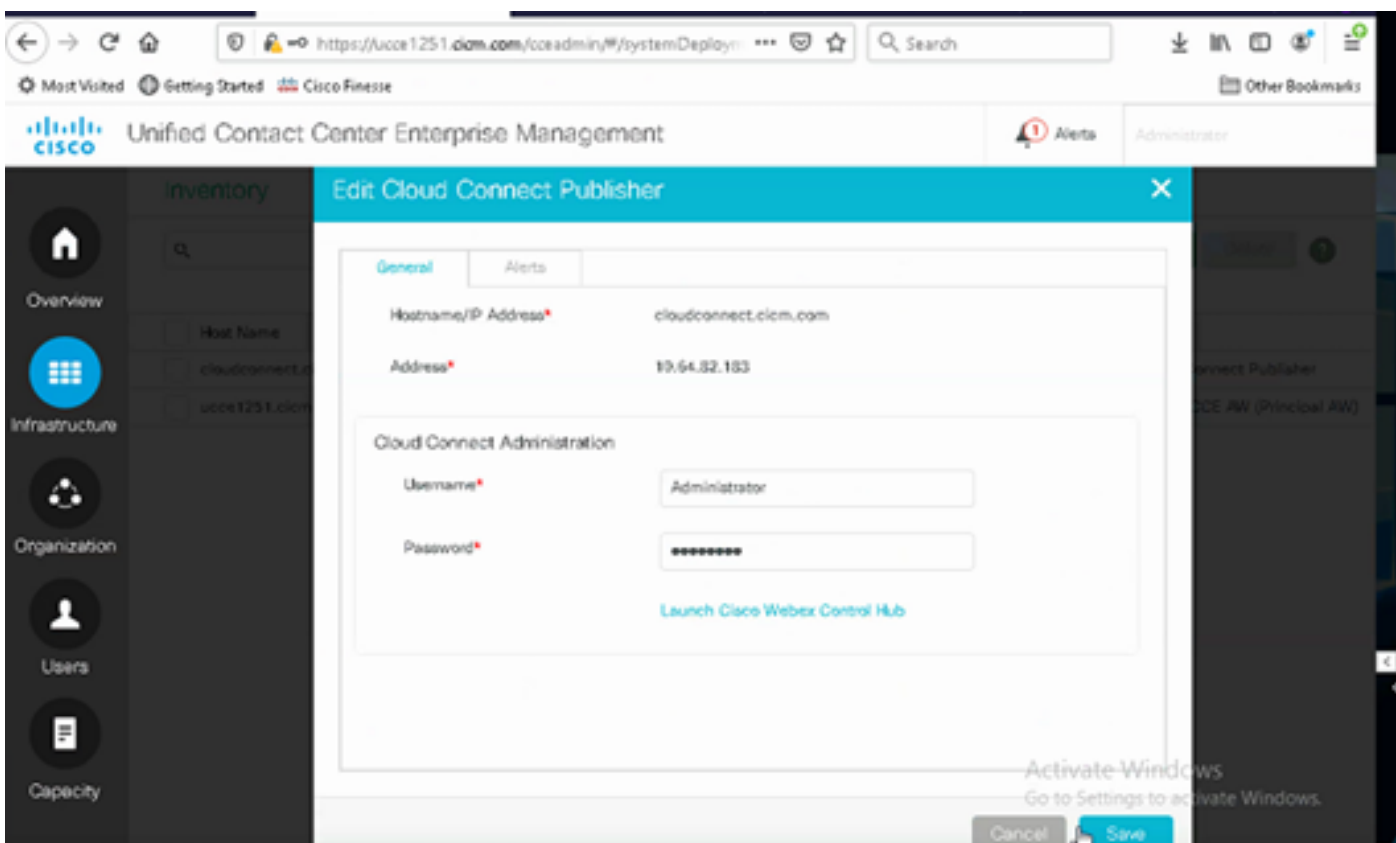 https://ucce1251.cicm.com/cceadmin/#/systemDeploym ••• Search
Most Visited Getting Started Cisco Finesse Other Bookmarks
CISCO Unified Contact Center Enterprise Management 1 Alerts Administrator
Inventory Edit Cloud Connect Publisher
General Alerts
Overview Hostname/IP Address* cloudconnect.cicm.com
Host Name
Address* 10.64.82.183
cloudconnect.c onnect Publisher
ucce1251.cicm CCE AW (Principal AW)
Infrastructure
Cloud Connect Administration
Username* Administrator
Organization Password* ●●●●●●●●●
Launch Cisco Webex Control Hub
Users
Activate Windows
Capacity Go to Settings to activate Windows.
Cancel Save